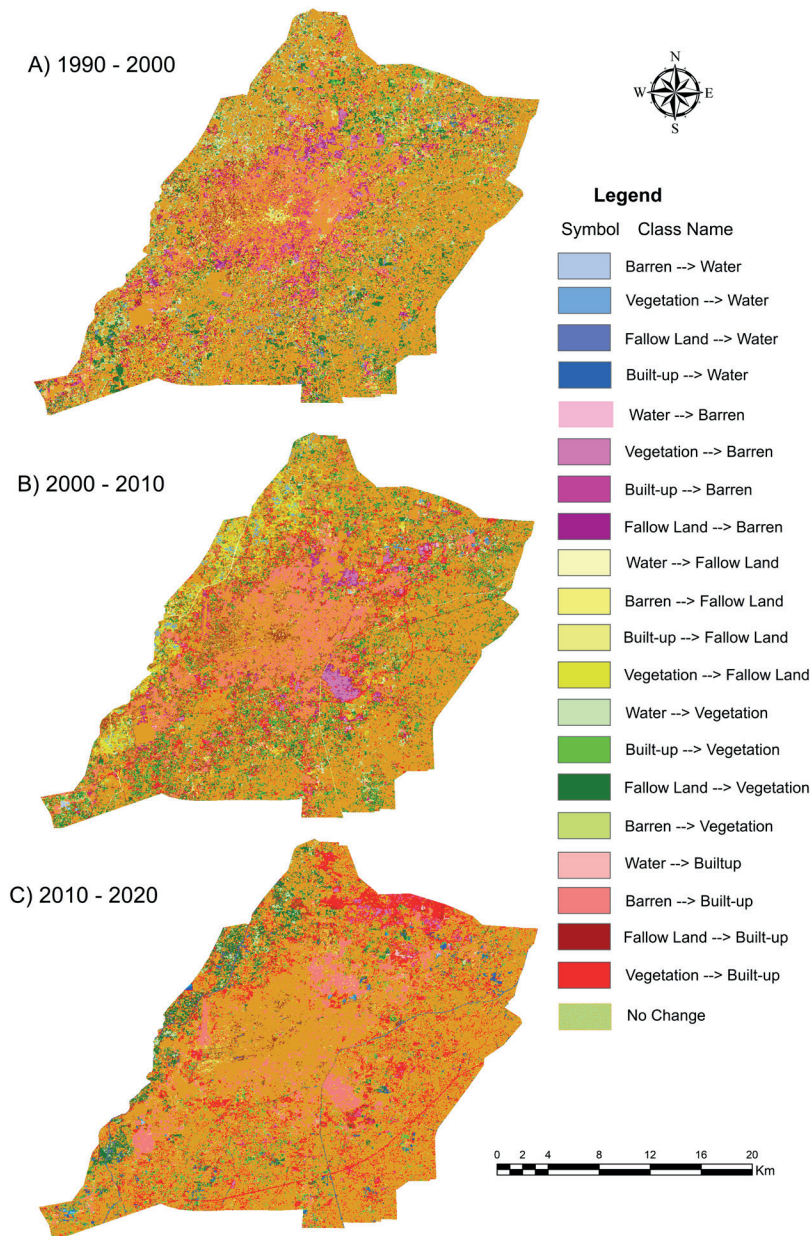 A) 1990 - 2000
N
W E
S
Legend
Symbol Class Name
Barren --> Water
Vegetation --> Water
Fallow Land --> Water
Built-up --> Water
Water --> Barren
Vegetation --> Barren
Built-up --> Barren
Fallow Land --> Barren
Water --> Fallow Land
Barren --> Fallow Land
Built-up --> Fallow Land
Vegetation --> Fallow Land
Water --> Vegetation
Built-up --> Vegetation
Fallow Land --> Vegetation
Barren --> Vegetation
Water --> Builtup
Barren --> Built-up
Fallow Land --> Built-up
Vegetation --> Built-up
No Change
B) 2000 - 2010
C) 2010 - 2020
0 2 4 8 12 16 20
Km